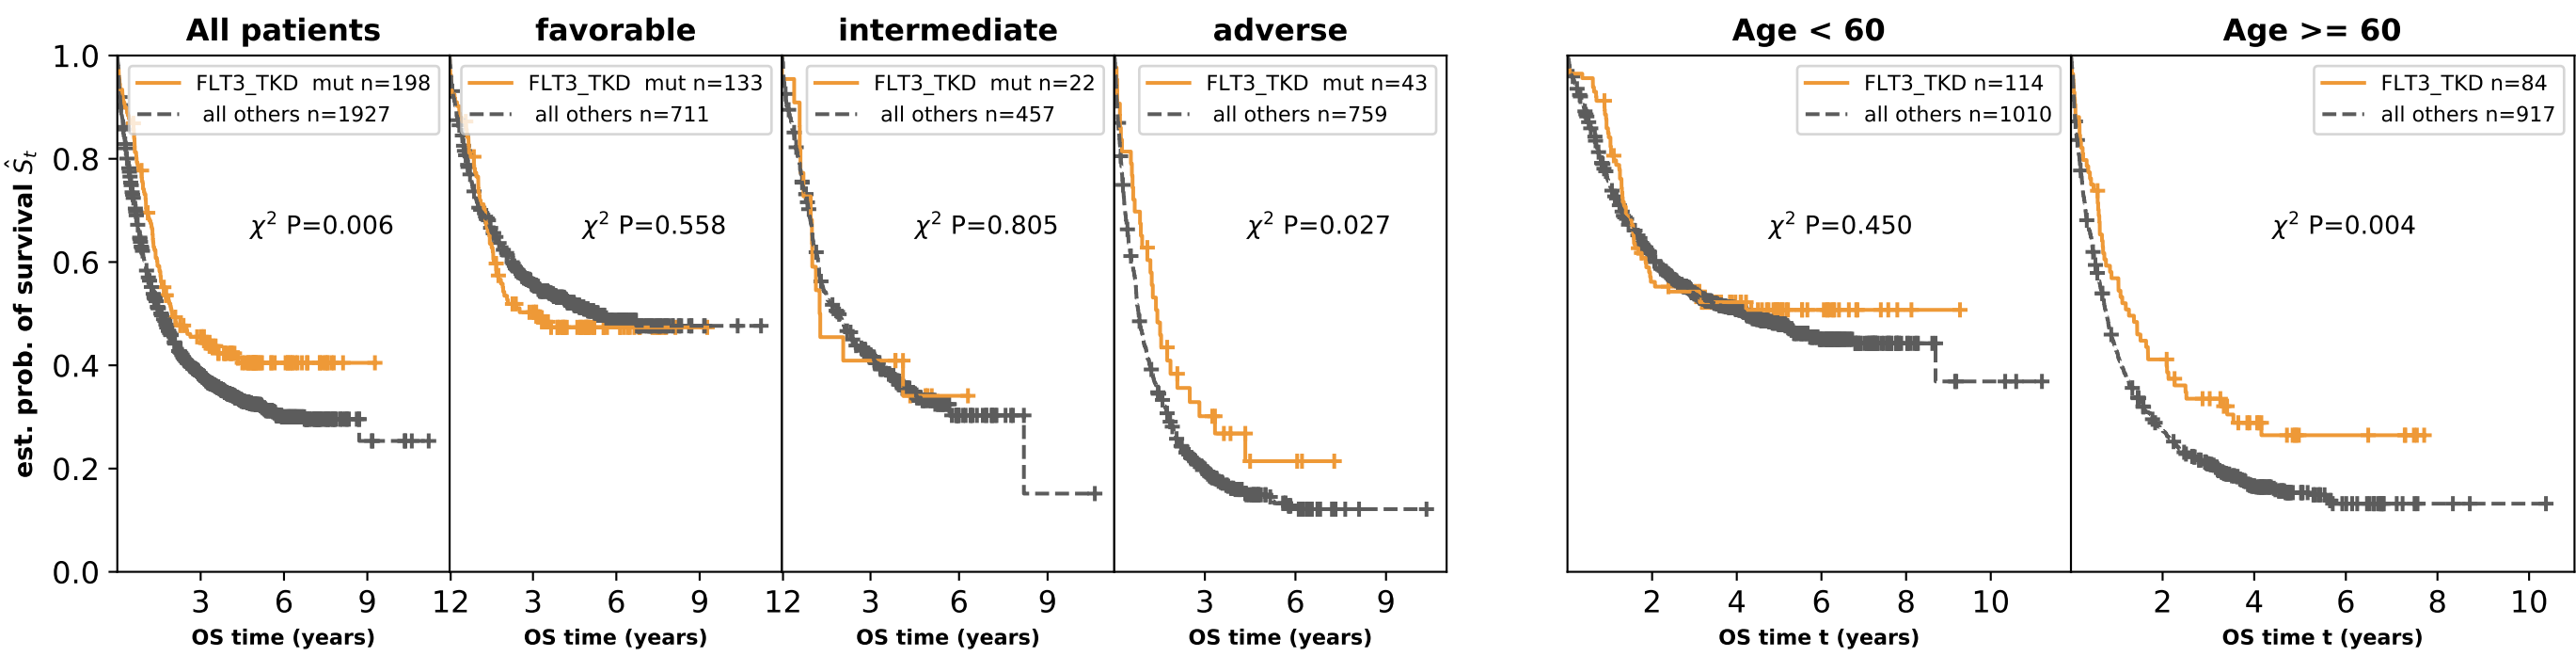 All patients
favorable
intermediate
adverse
Age < 60
Age >= 60
est. prob. of survival Ŝt
1.0
0.8
0.6
0.4
0.2
0.0
FLT3_TKD mut n=198
all others n=1927
χ² P=0.006
3 6 9 12
OS time (years)
FLT3_TKD mut n=133
all others n=711
χ² P=0.558
3 6 9 12
OS time (years)
FLT3_TKD mut n=22
all others n=457
χ² P=0.805
3 6 9
OS time (years)
FLT3_TKD mut n=43
all others n=759
χ² P=0.027
3 6 9
OS time (years)
FLT3_TKD n=114
all others n=1010
χ² P=0.450
2 4 6 8 10
OS time t (years)
FLT3_TKD n=84
all others n=917
χ² P=0.004
2 4 6 8 10
OS time t (years)